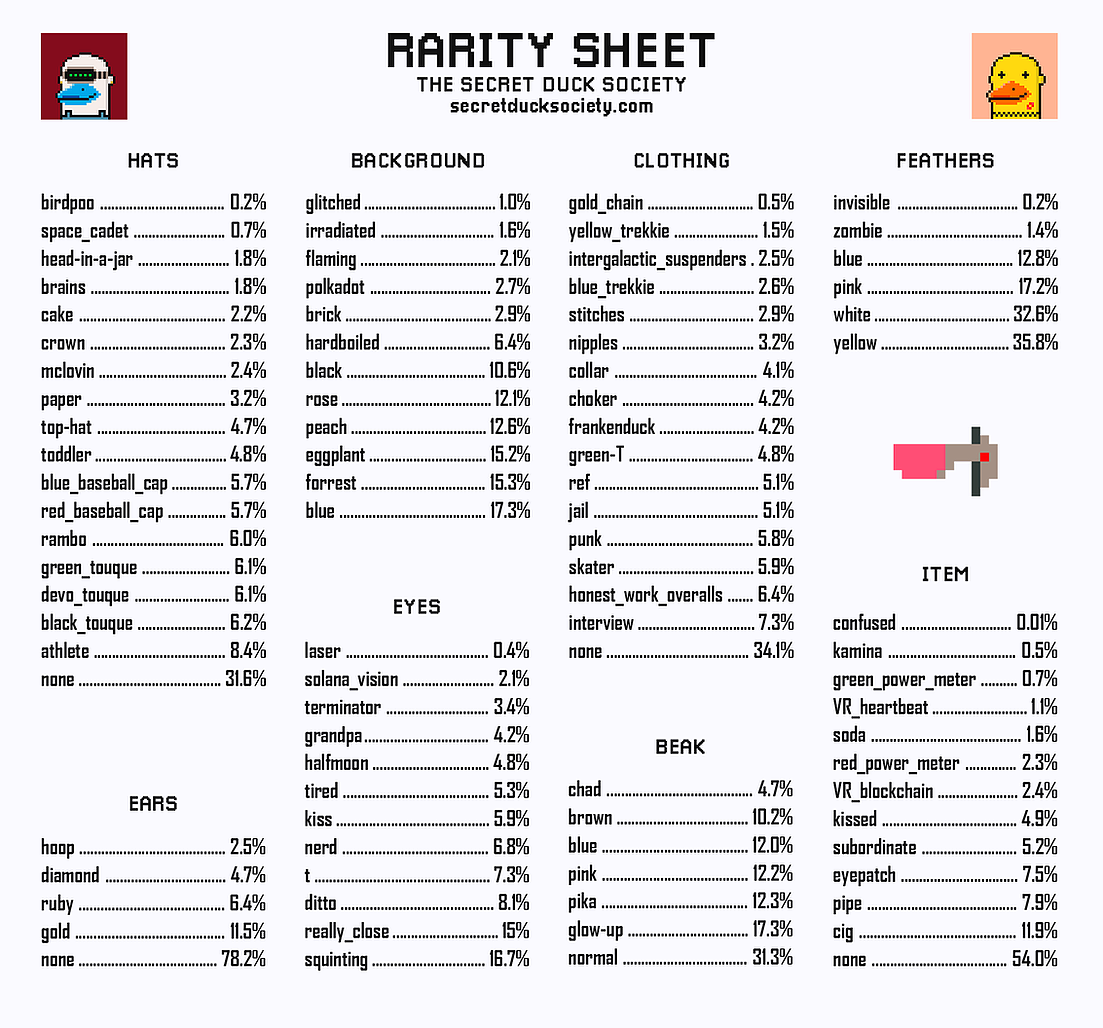 RARITY SHEET
THE SECRET DUCK SOCIETY
secretducksociety.com
HATS
birdpoo ........ 0.2%
space_cadet ........ 0.7%
head-in-a-jar ........ 1.8%
brains ........ 1.8%
cake ........ 2.2%
crown ........ 2.3%
mclovin ........ 2.4%
paper ........ 3.2%
top-hat ........ 4.7%
toddler ........ 4.8%
blue_baseball_cap ........ 5.7%
red_baseball_cap ........ 5.7%
rambo ........ 6.0%
green_touque ........ 6.1%
devo_touque ........ 6.1%
black_touque ........ 6.2%
athlete ........ 8.4%
none ........ 31.6%
EARS
hoop ........ 2.5%
diamond ........ 4.7%
ruby ........ 6.4%
gold ........ 11.5%
none ........ 78.2%
BACKGROUND
glitched ........ 1.0%
irradiated ........ 1.6%
flaming ........ 2.1%
polkadot ........ 2.7%
brick ........ 2.9%
hardboiled ........ 6.4%
black ........ 10.6%
rose ........ 12.1%
peach ........ 12.6%
eggplant ........ 15.2%
forrest ........ 15.3%
blue ........ 17.3%
EYES
laser ........ 0.4%
solana_vision ........ 2.1%
terminator ........ 3.4%
grandpa ........ 4.2%
halfmoon ........ 4.8%
tired ........ 5.3%
kiss ........ 5.9%
nerd ........ 6.8%
t ........ 7.3%
ditto ........ 8.1%
really_close ........ 15%
squinting ........ 16.7%
CLOTHING
gold_chain ........ 0.5%
yellow_trekkie ........ 1.5%
intergalactic_suspenders . 2.5%
blue_trekkie ........ 2.6%
stitches ........ 2.9%
nipples ........ 3.2%
collar ........ 4.1%
choker ........ 4.2%
frankenduck ........ 4.2%
green-T ........ 4.8%
ref ........ 5.1%
jail ........ 5.1%
punk ........ 5.8%
skater ........ 5.9%
honest_work_overalls ....... 6.4%
interview ........ 7.3%
none ........ 34.1%
BEAK
chad ........ 4.7%
brown ........ 10.2%
blue ........ 12.0%
pink ........ 12.2%
pika ........ 12.3%
glow-up ........ 17.3%
normal ........ 31.3%
FEATHERS
invisible ........ 0.2%
zombie ........ 1.4%
blue ........ 12.8%
pink ........ 17.2%
white ........ 32.6%
yellow ........ 35.8%
ITEM
confused ........ 0.01%
kamina ........ 0.5%
green_power_meter ........ 0.7%
VR_heartbeat ........ 1.1%
soda ........ 1.6%
red_power_meter ........ 2.3%
VR_blockchain ........ 2.4%
kissed ........ 4.9%
subordinate ........ 5.2%
eyepatch ........ 7.5%
pipe ........ 7.9%
cig ........ 11.9%
none ........ 54.0%